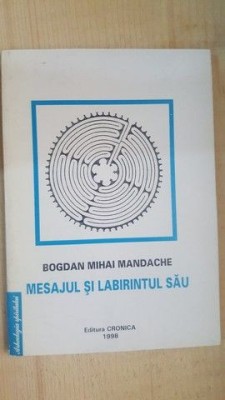 BOGDAN MIHAI MANDACHE
MESAJUL ȘI LABIRINTUL SĂU
Editura CRONICA
1998